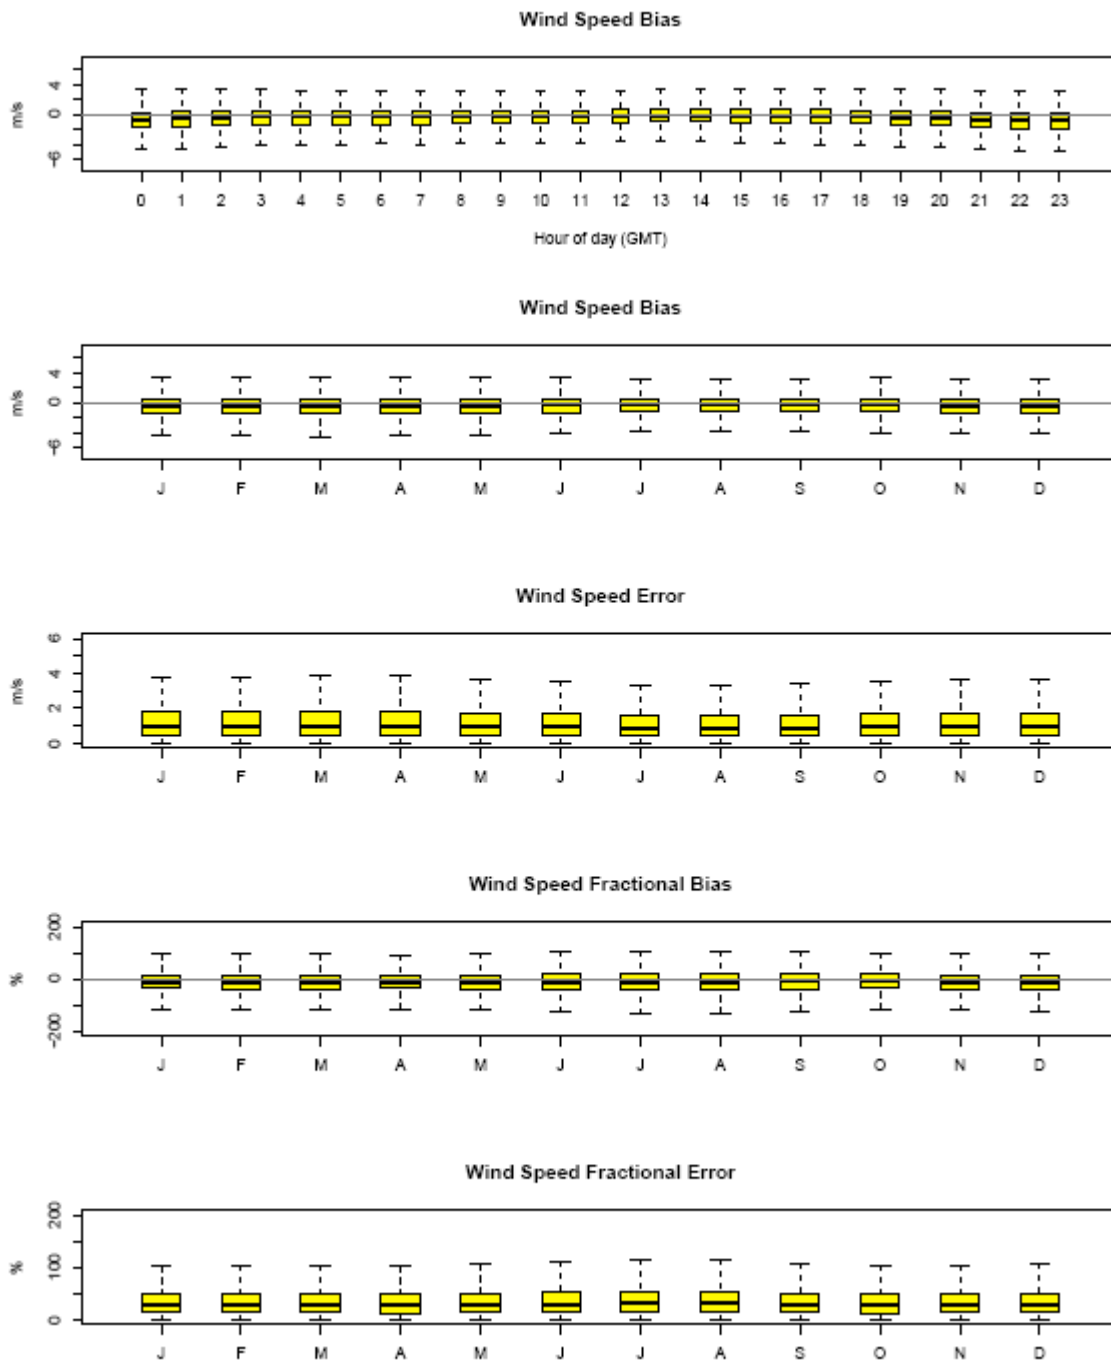 Wind Speed Bias
4
0
-6
m/s
0 1 2 3 4 5 6 7 8 9 10 11 12 13 14 15 16 17 18 19 20 21 22 23
Hour of day (GMT)
Wind Speed Bias
4
0
-6
m/s
J F M A M J J A S O N D
Wind Speed Error
6
4
2
0
m/s
J F M A M J J A S O N D
Wind Speed Fractional Bias
200
0
-200
%
J F M A M J J A S O N D
Wind Speed Fractional Error
200
100
0
%
J F M A M J J A S O N D